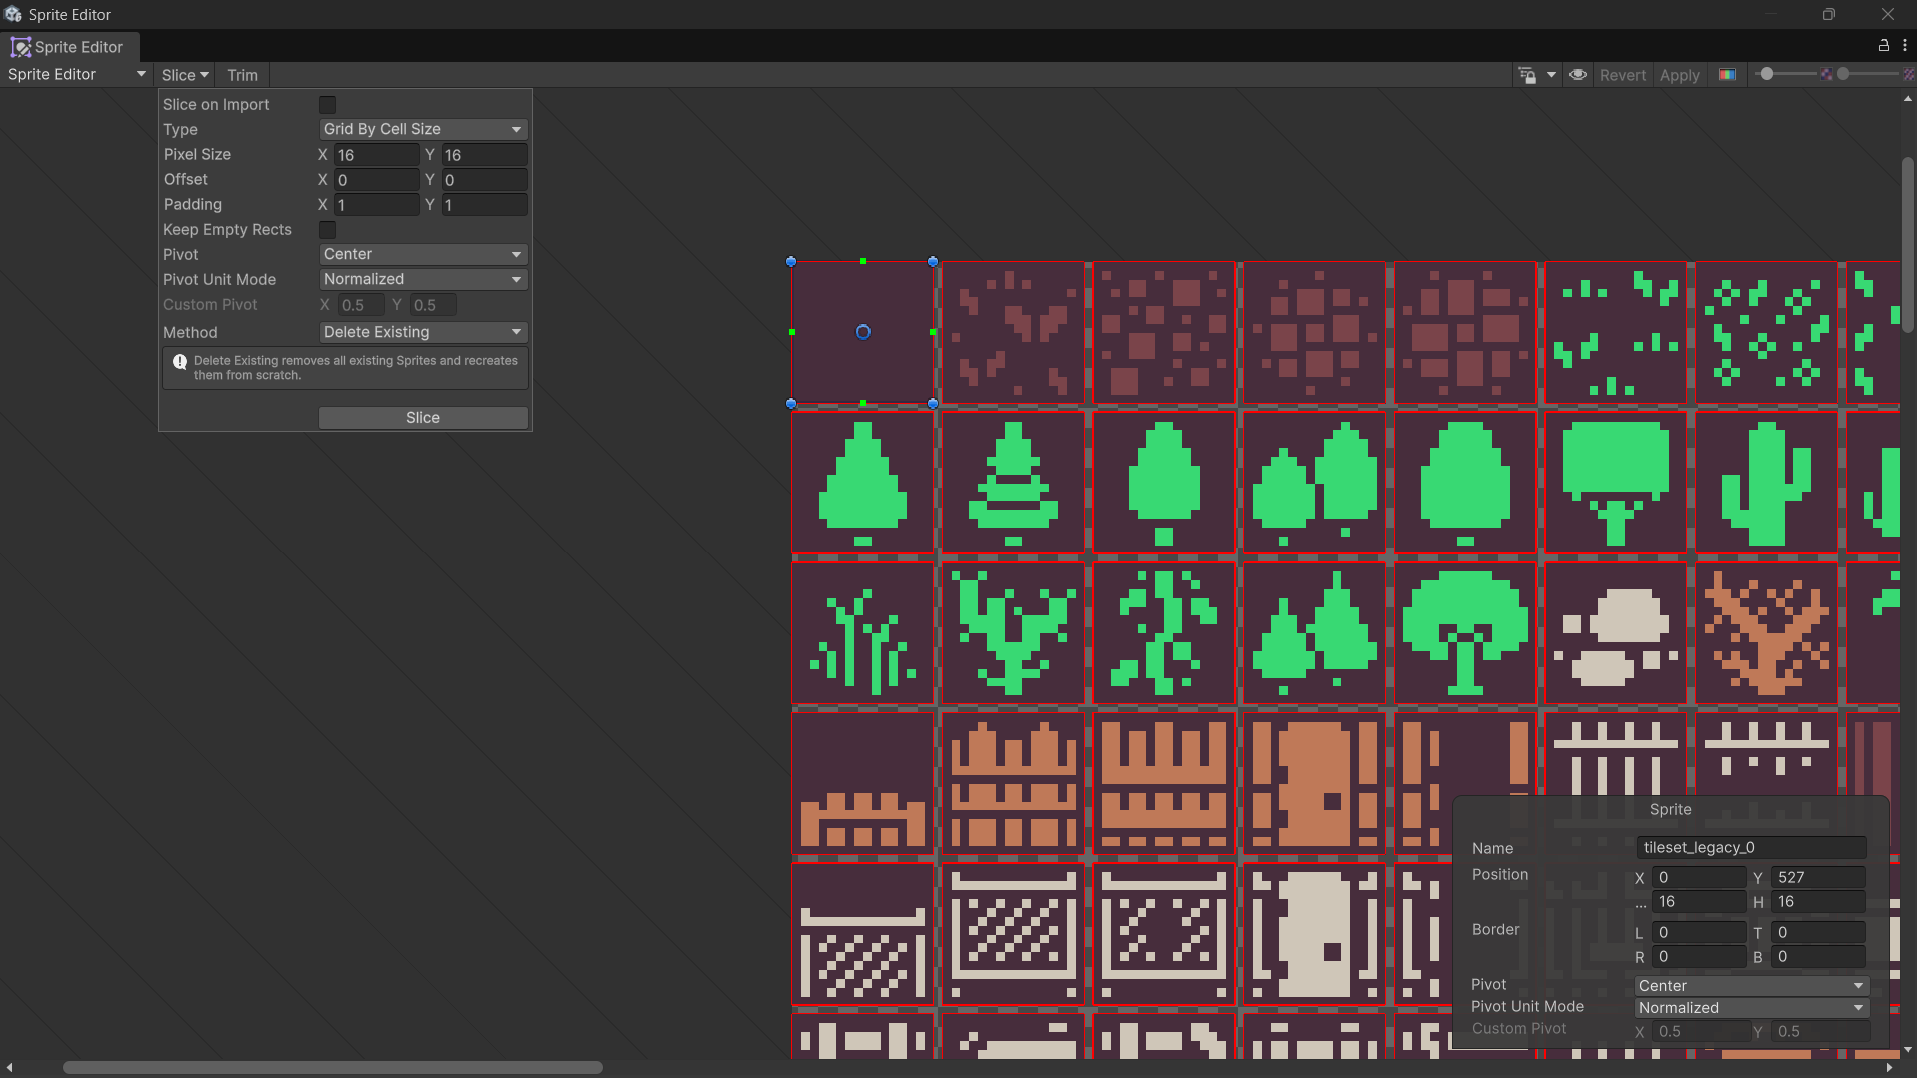 Sprite Editor
Sprite Editor
Sprite Editor Slice Trim Revert Apply
Slice on Import
Type Grid By Cell Size
Pixel Size X 16 Y 16
Offset X 0 Y 0
Padding X 1 Y 1
Keep Empty Rects
Pivot Center
Pivot Unit Mode Normalized
Custom Pivot X 0.5 Y 0.5
Method Delete Existing
Delete Existing removes all existing Sprites and recreates
them from scratch.
Slice
Sprite
Name tileset_legacy_0
Position X 0 Y 527
... 16 H 16
Border L 0 T 0
R 0 B 0
Pivot Center
Pivot Unit Mode Normalized
Custom Pivot X 0.5 Y 0.5